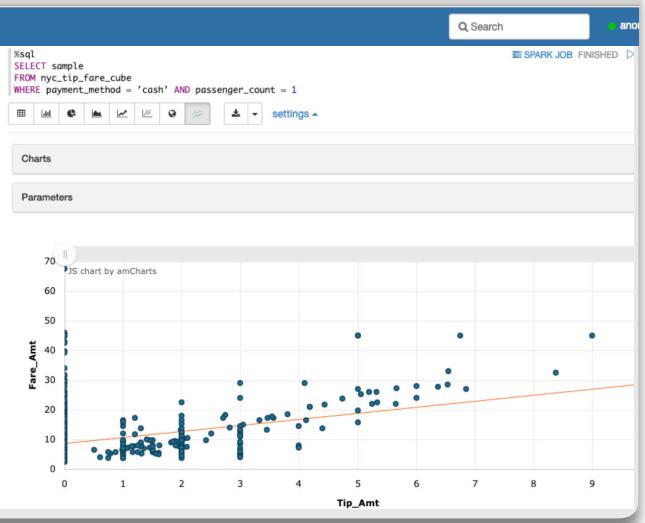 Search
%sql
SELECT sample
FROM nyc_tip_fare_cube
WHERE payment_method = 'cash' AND passenger_count = 1
SPARK JOB FINISHED
settings
Charts
Parameters
JS chart by amCharts
70
60
50
40
30
20
10
0
Fare_Amt
0 1 2 3 4 5 6 7 8 9
Tip_Amt